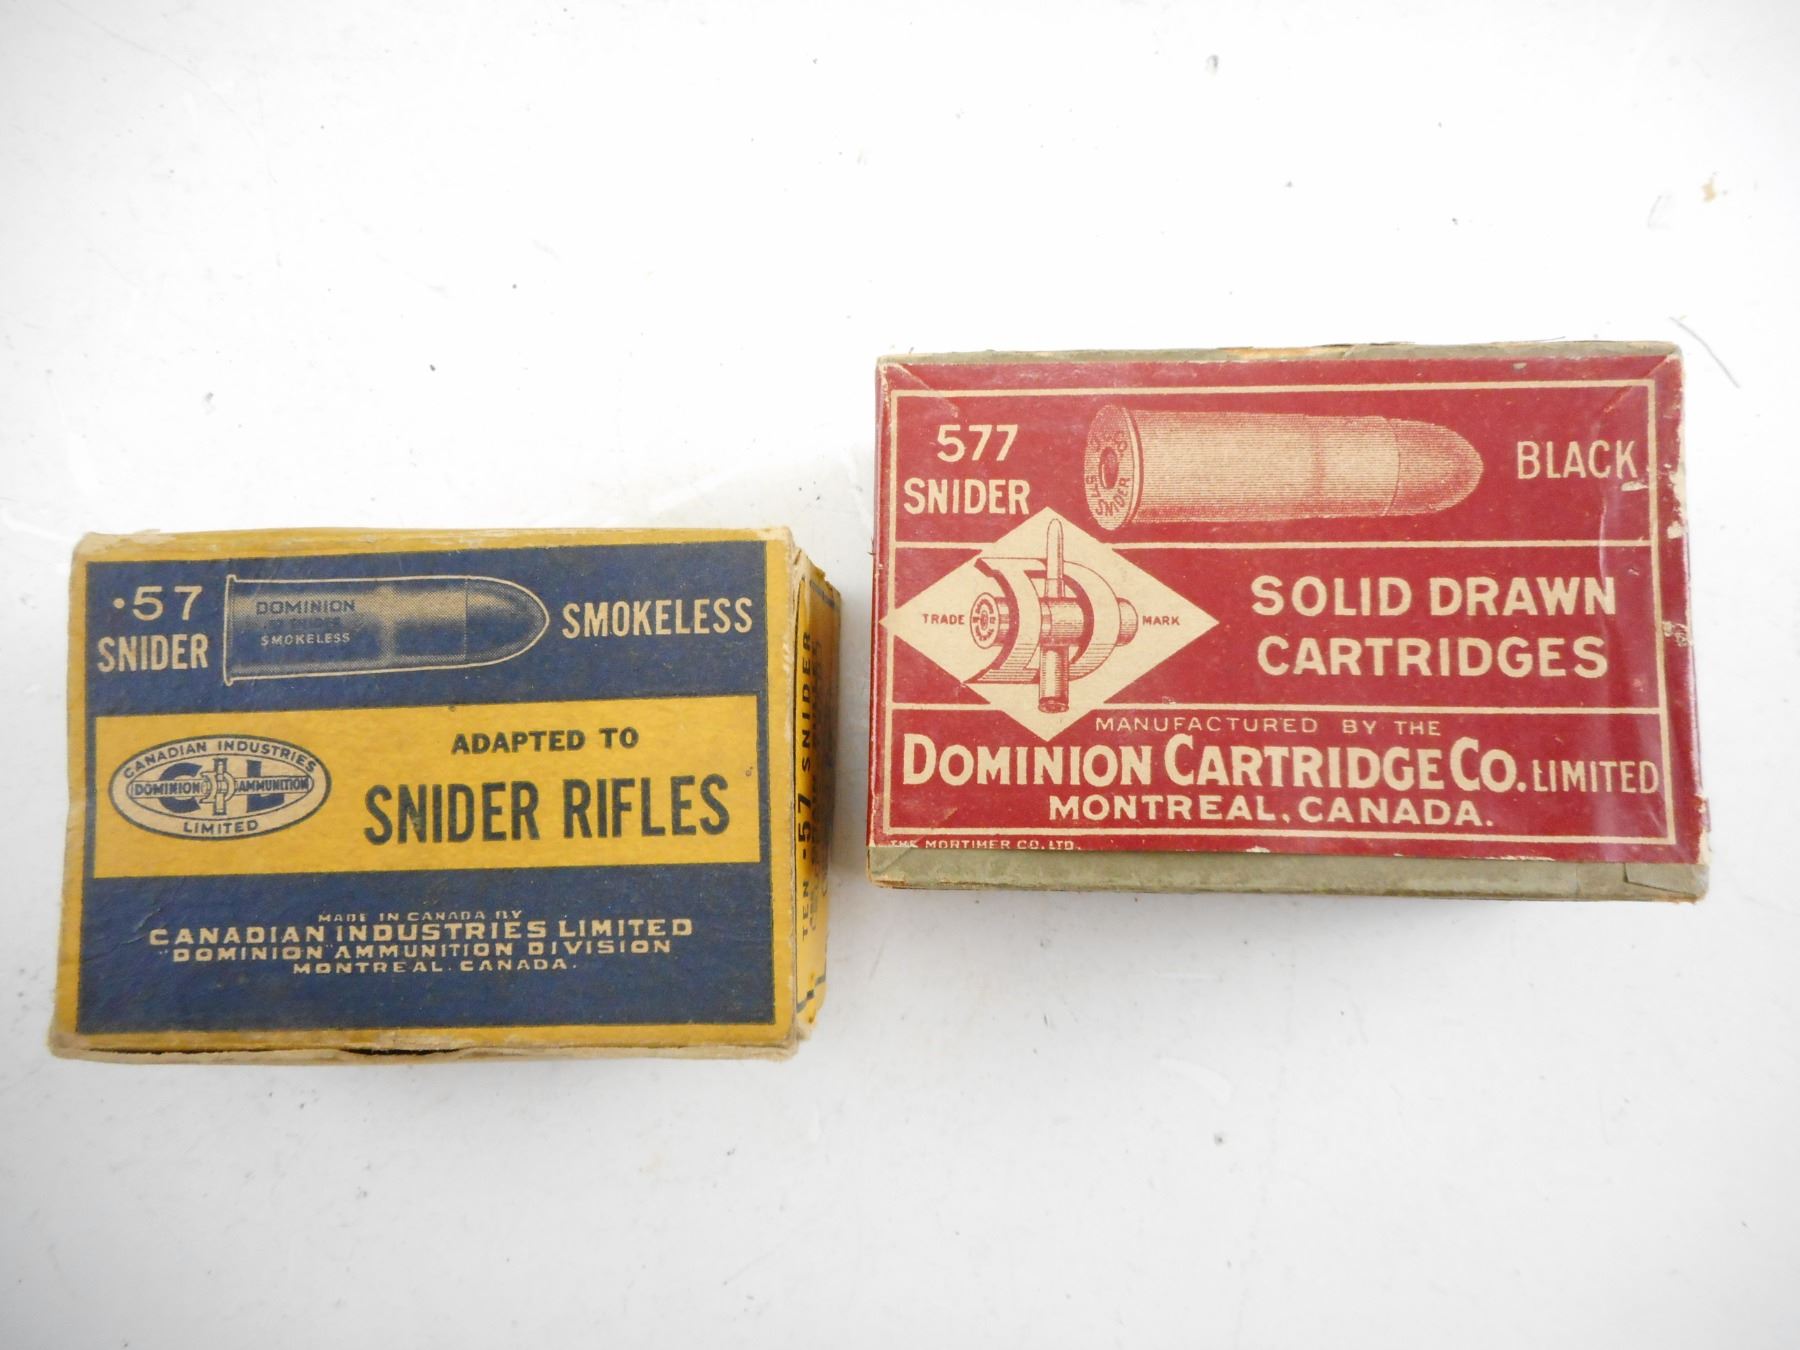 .57
SNIDER
DOMINION
SMOKELESS
SMOKELESS
ADAPTED TO
SNIDER RIFLES
CANADIAN INDUSTRIES
CIL
DOMINION AMMUNITION
LIMITED
MADE IN CANADA BY
CANADIAN INDUSTRIES LIMITED
"DOMINION" AMMUNITION DIVISION
MONTREAL, CANADA.
TEN .57 SNIDER
577
SNIDER
577
SNIDER
BLACK
TRADE
MARK
D
SOLID DRAWN
CARTRIDGES
MANUFACTURED BY THE
DOMINION CARTRIDGE CO. LIMITED
MONTREAL, CANADA.
THE MORTIMER CO. LTD.